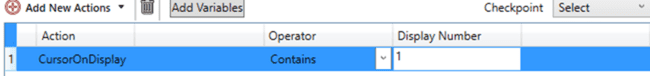 Add New Actions Add Variables Checkpoint Select
Action Operator Display Number
1 CursorOnDisplay Contains 1